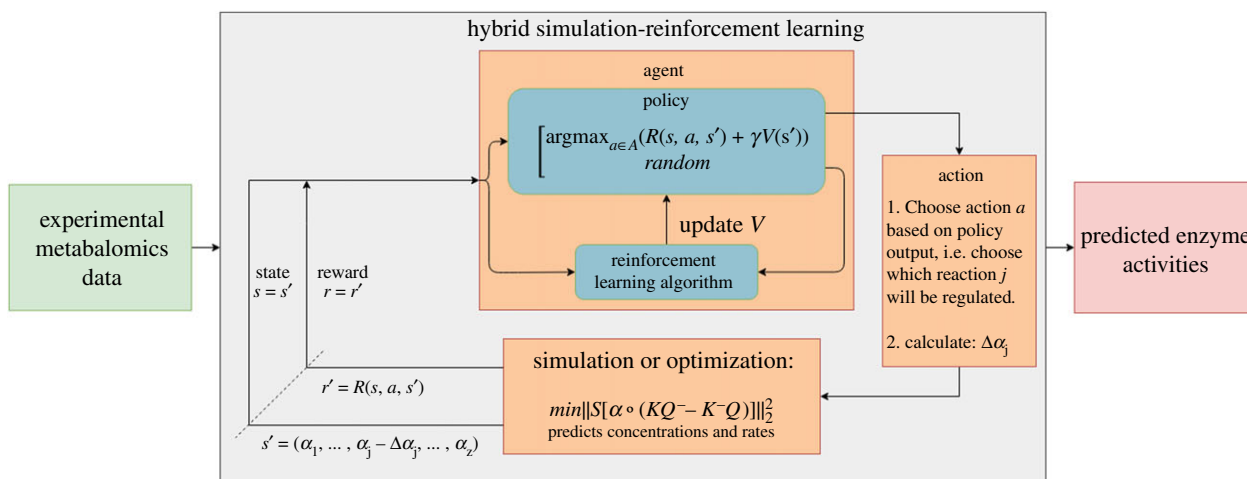 hybrid simulation-reinforcement learning
agent
policy
argmax_{a∈A}(R(s, a, s′) + γV(s′))
random
update V
reinforcement
learning algorithm
experimental
metabalomics
data
state
s = s′
reward
r = r′
action
1. Choose action a
based on policy
output, i.e. choose
which reaction j
will be regulated.
2. calculate: Δα_j
predicted enzyme
activities
simulation or optimization:
min||S[α∘(KQ⁻ – K⁻Q)]||₂²
predicts concentrations and rates
r′ = R(s, a, s′)
s′= (α₁, ... , α_j – Δα_j, ... , α_z)